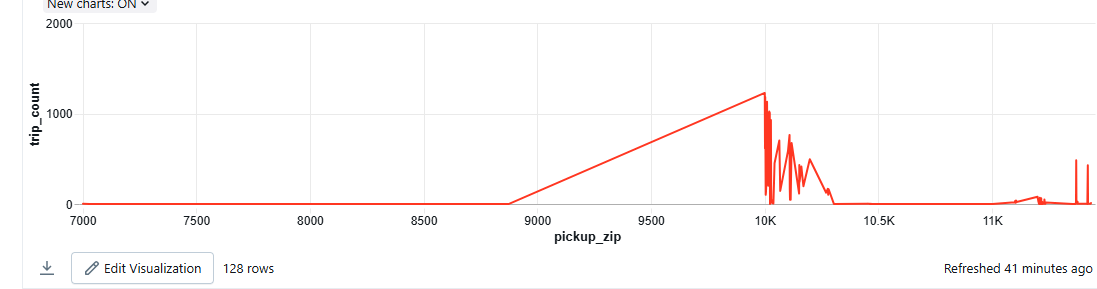 New charts: ON
2000
1000
0
trip_count
7000 7500 8000 8500 9000 9500 10K 10.5K 11K
pickup_zip
Edit Visualization 128 rows Refreshed 41 minutes ago